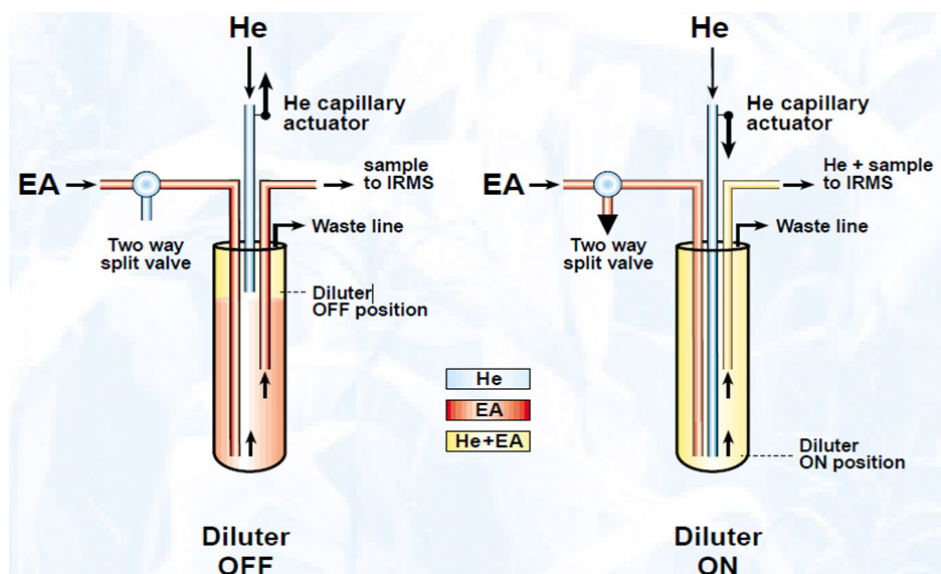 He
He capillary
actuator
EA
sample
to IRMS
Waste line
Two way
split valve
Diluter
OFF position
Diluter
OFF
He
EA
He+EA
He
He capillary
actuator
EA
He + sample
to IRMS
Waste line
Two way
split valve
Diluter
ON position
Diluter
ON